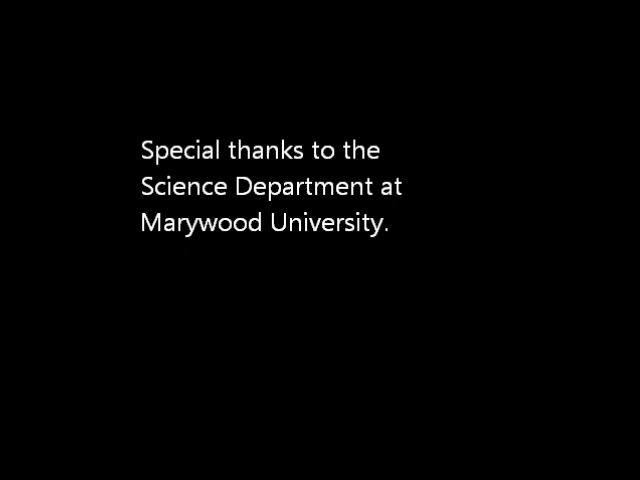 Special thanks to the
Science Department at
Marywood University.